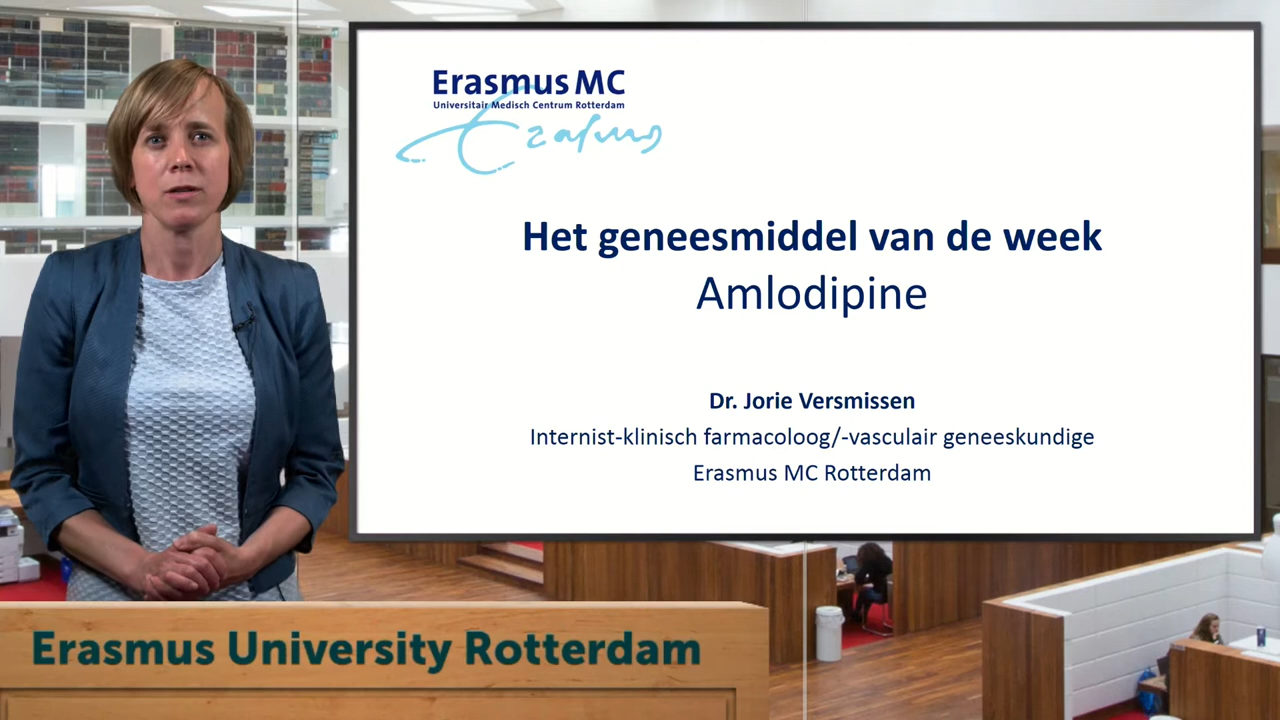 Erasmus MC
Universitair Medisch Centrum Rotterdam
Erasmus
Het geneesmiddel van de week
Amlodipine
Dr. Jorie Versmissen
Internist-klinisch farmacoloog/-vasculair geneeskundige
Erasmus MC Rotterdam
Erasmus University Rotterdam